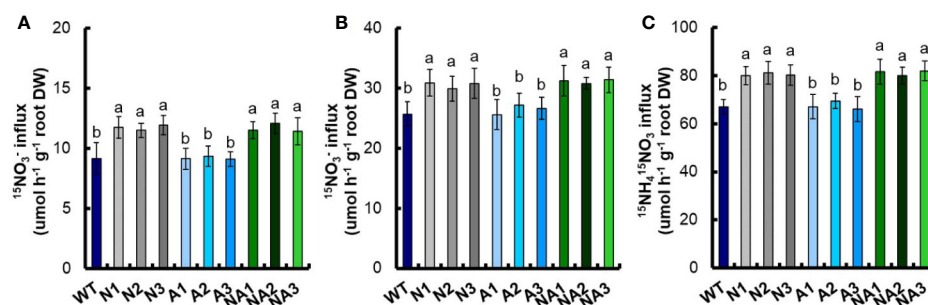 A
¹⁵NO₃⁻ influx
(umol h⁻¹ g⁻¹ root DW)
20
15
10
5
0
b a a a b b b a a a
WT N1 N2 N3 A1 A2 A3 NA1 NA2 NA3
B
¹⁵NO₃⁻ influx
(umol h⁻¹ g⁻¹ root DW)
40
30
20
10
0
b a a a b b b a a a
WT N1 N2 N3 A1 A2 A3 NA1 NA2 NA3
C
¹⁵NH₄¹⁵NO₃ influx
(umol h⁻¹ g⁻¹ root DW)
100
80
60
40
20
0
b a a a b b b a a a
WT N1 N2 N3 A1 A2 A3 NA1 NA2 NA3